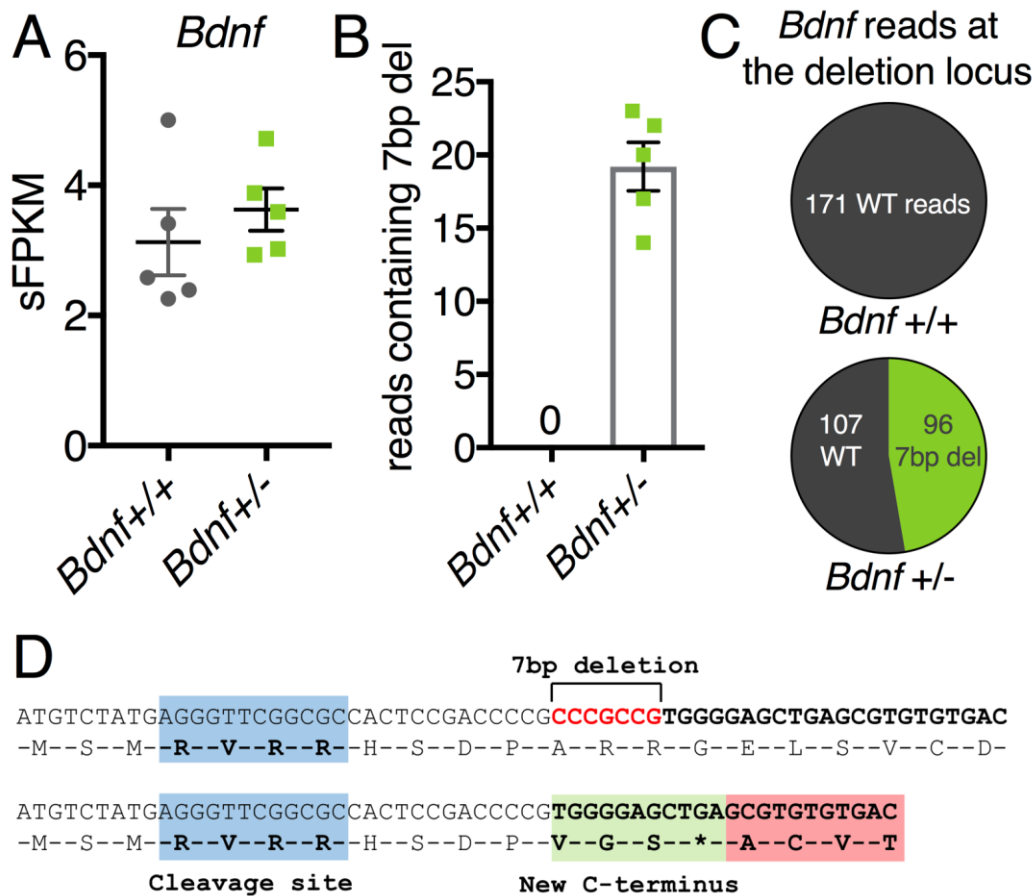 A
Bdnf
sFPKM
6
4
2
0
Bdnf+/+
Bdnf+/-
B
reads containing 7bp del
25
20
15
10
5
0
0
Bdnf+/+
Bdnf+/-
C
Bdnf reads at
the deletion locus
171 WT reads
Bdnf +/+
107
WT
96
7bp del
Bdnf +/-
D
7bp deletion
ATGTCTATGAGGGTTCGGCGCCACTCCGACCCCGCCCGCCGTGGGGAGCTGAGCGTGTGTGAC
-M--S--M--R--V--R--R--H--S--D--P--A--R--R--G--E--L--S--V--C--D-
ATGTCTATGAGGGTTCGGCGCCACTCCGACCCCGTGGGGAGCTGAGCGTGTGTGAC
-M--S--M--R--V--R--R--H--S--D--P--V--G--S--*--A--C--V--T
Cleavage site
New C-terminus